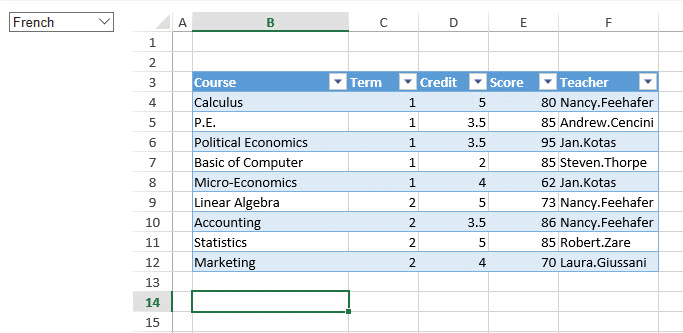 French
A B C D E F
1
2
3 Course Term Credit Score Teacher
4 Calculus 1 5 80 Nancy.Feehafer
5 P.E. 1 3.5 85 Andrew.Cencini
6 Political Economics 1 3.5 95 Jan.Kotas
7 Basic of Computer 1 2 85 Steven.Thorpe
8 Micro-Economics 1 4 62 Jan.Kotas
9 Linear Algebra 2 5 73 Nancy.Feehafer
10 Accounting 2 3.5 86 Nancy.Feehafer
11 Statistics 2 5 85 Robert.Zare
12 Marketing 2 4 70 Laura.Giussani
13
14
15